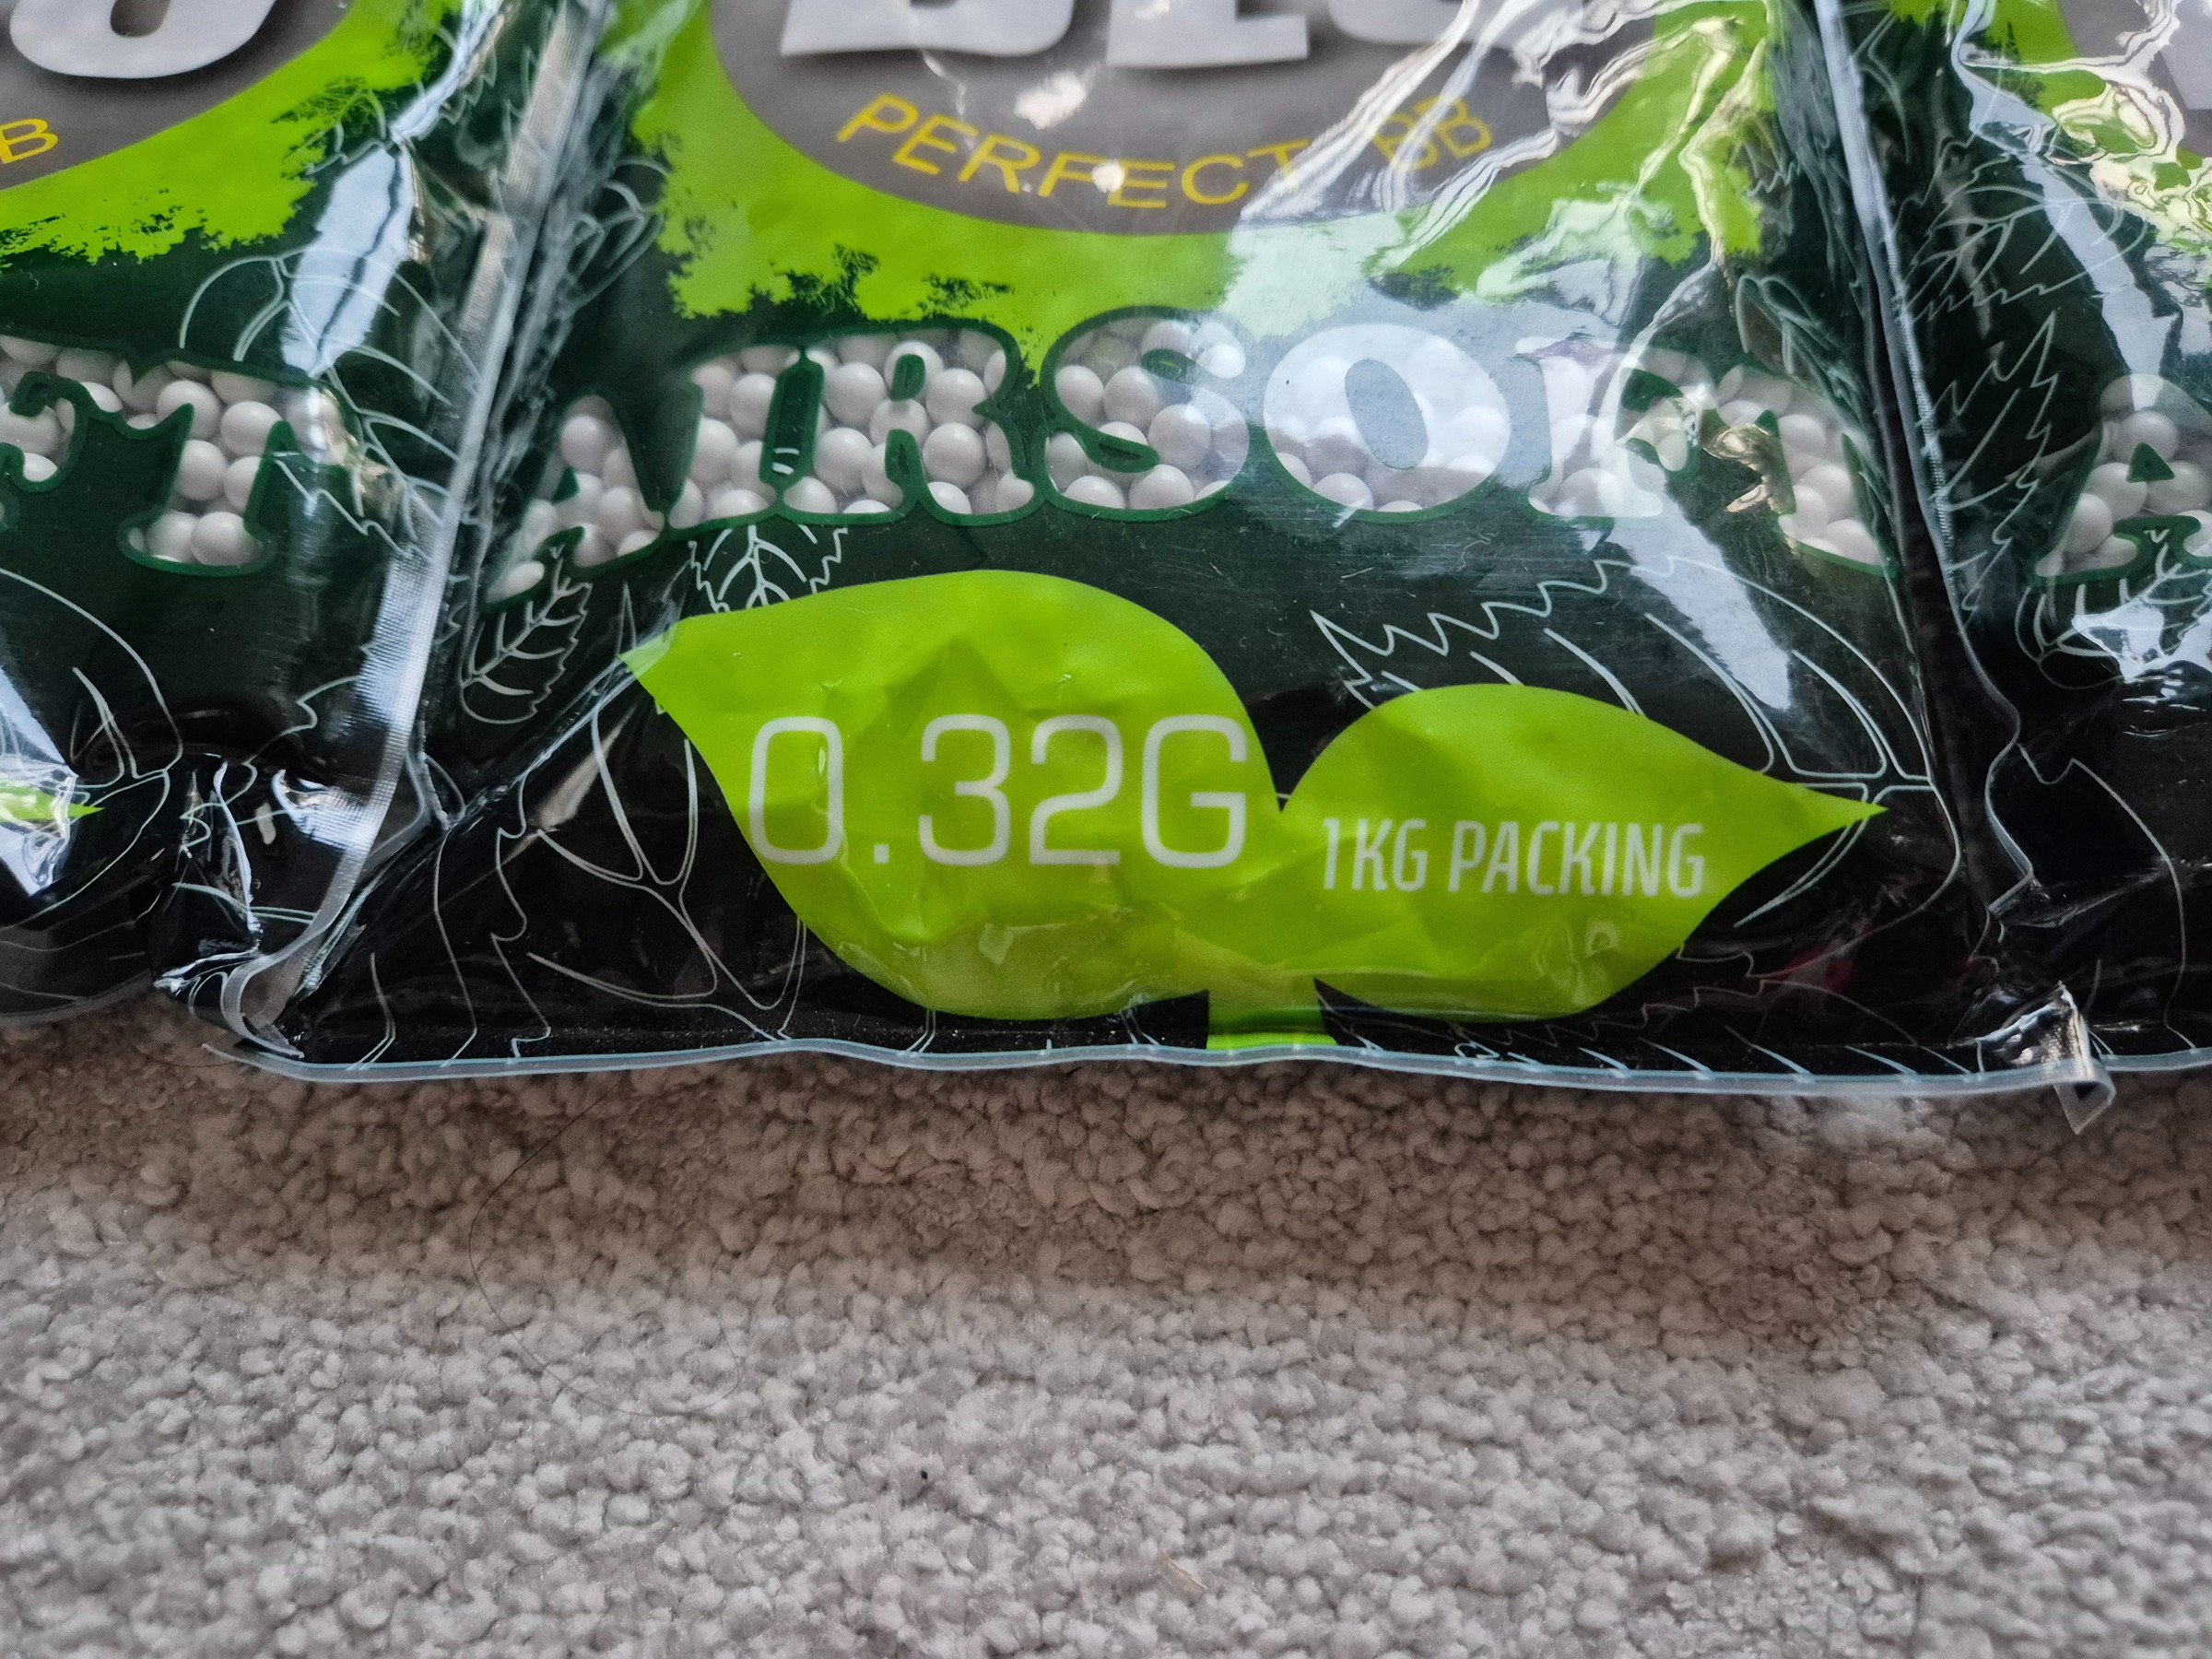 PERFECT BB
AIRSOFT
0.32G
1KG PACKING